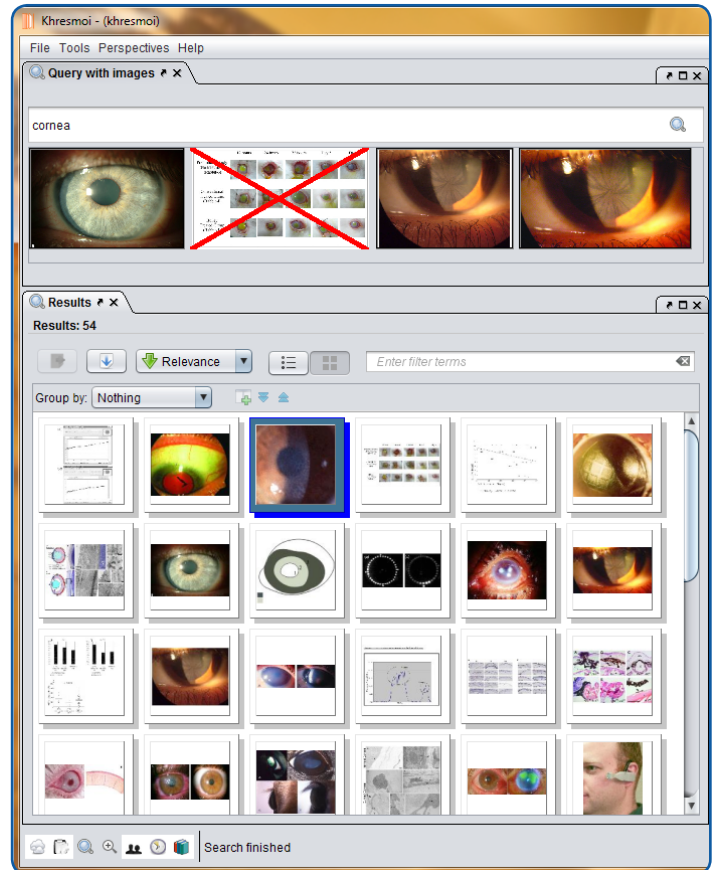 Khresmoi - (khresmoi)
File Tools Perspectives Help
Query with images
cornea
Results
Results: 54
Relevance
Enter filter terms
Group by: Nothing
Search finished